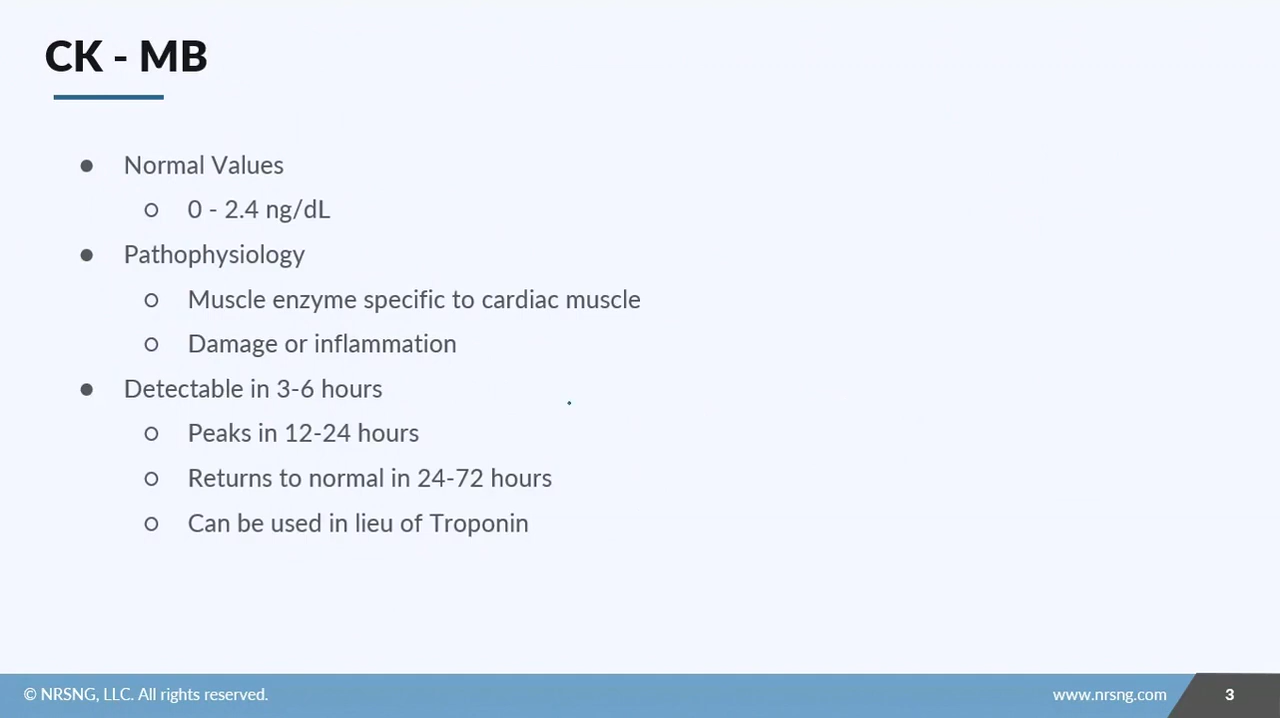 CK - MB
● Normal Values
○ 0 - 2.4 ng/dL
● Pathophysiology
○ Muscle enzyme specific to cardiac muscle
○ Damage or inflammation
● Detectable in 3-6 hours
○ Peaks in 12-24 hours
○ Returns to normal in 24-72 hours
○ Can be used in lieu of Troponin
© NRSNG, LLC. All rights reserved.
www.nrsng.com
3